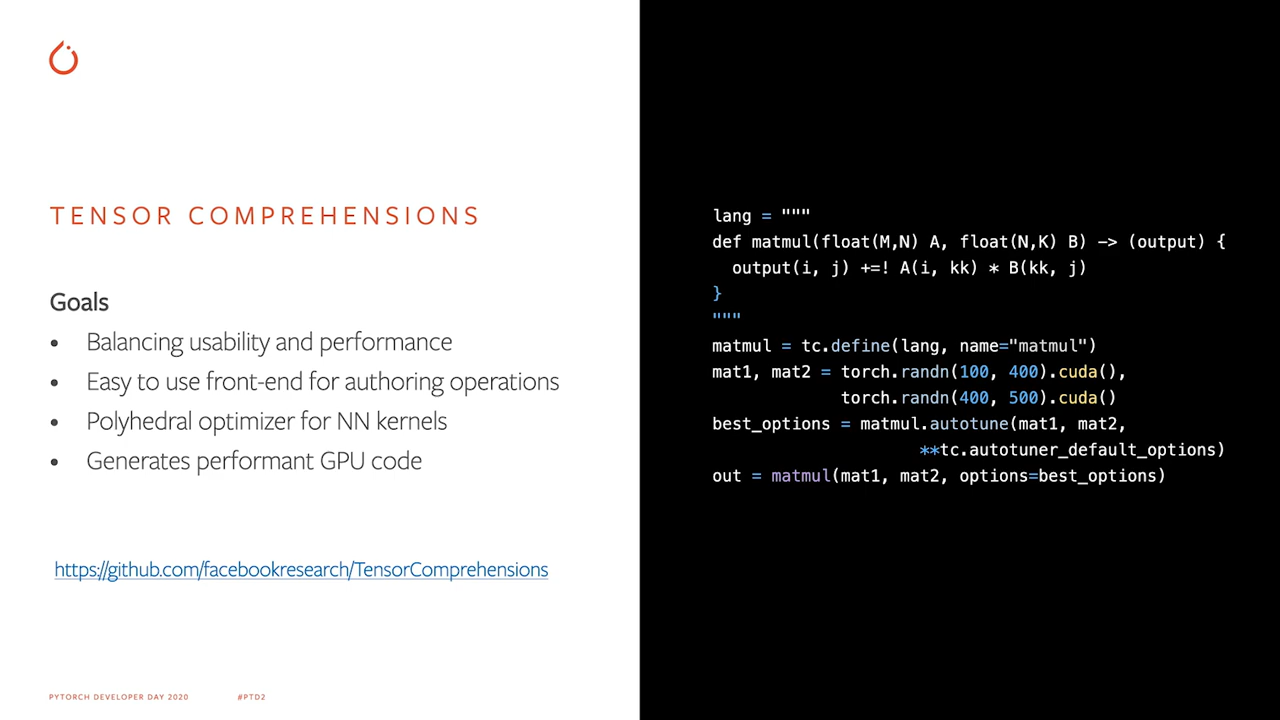 TENSOR COMPREHENSIONS
Goals
• Balancing usability and performance
• Easy to use front-end for authoring operations
• Polyhedral optimizer for NN kernels
• Generates performant GPU code
https://github.com/facebookresearch/TensorComprehensions
PYTORCH DEVELOPER DAY 2020
#PTD2
lang = """
def matmul(float(M,N) A, float(N,K) B) -> (output) {
  output(i, j) +=! A(i, kk) * B(kk, j)
}
"""
matmul = tc.define(lang, name="matmul")
mat1, mat2 = torch.randn(100, 400).cuda(),
             torch.randn(400, 500).cuda()
best_options = matmul.autotune(mat1, mat2,
                     **tc.autotuner_default_options)
out = matmul(mat1, mat2, options=best_options)